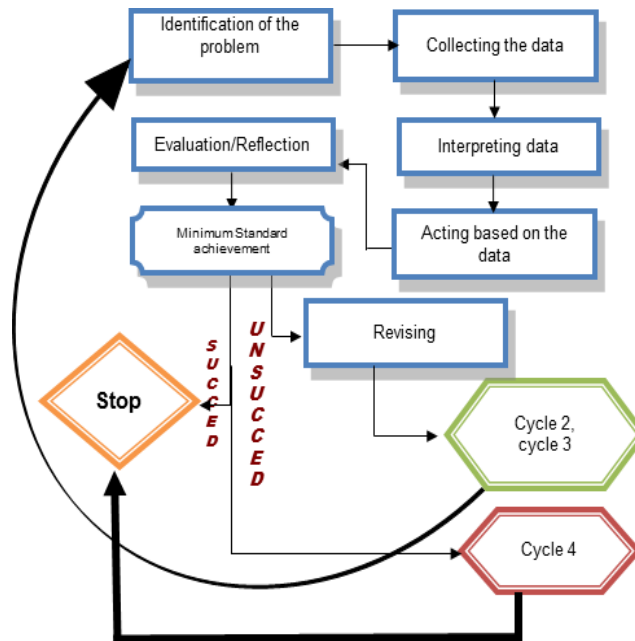 Identification of the
problem
Collecting the data
Evaluation/Reflection
Interpreting data
Minimum Standard
achievement
Acting based on the
data
SUCCED
UNSUCCED
Revising
Stop
Cycle 2,
cycle 3
Cycle 4